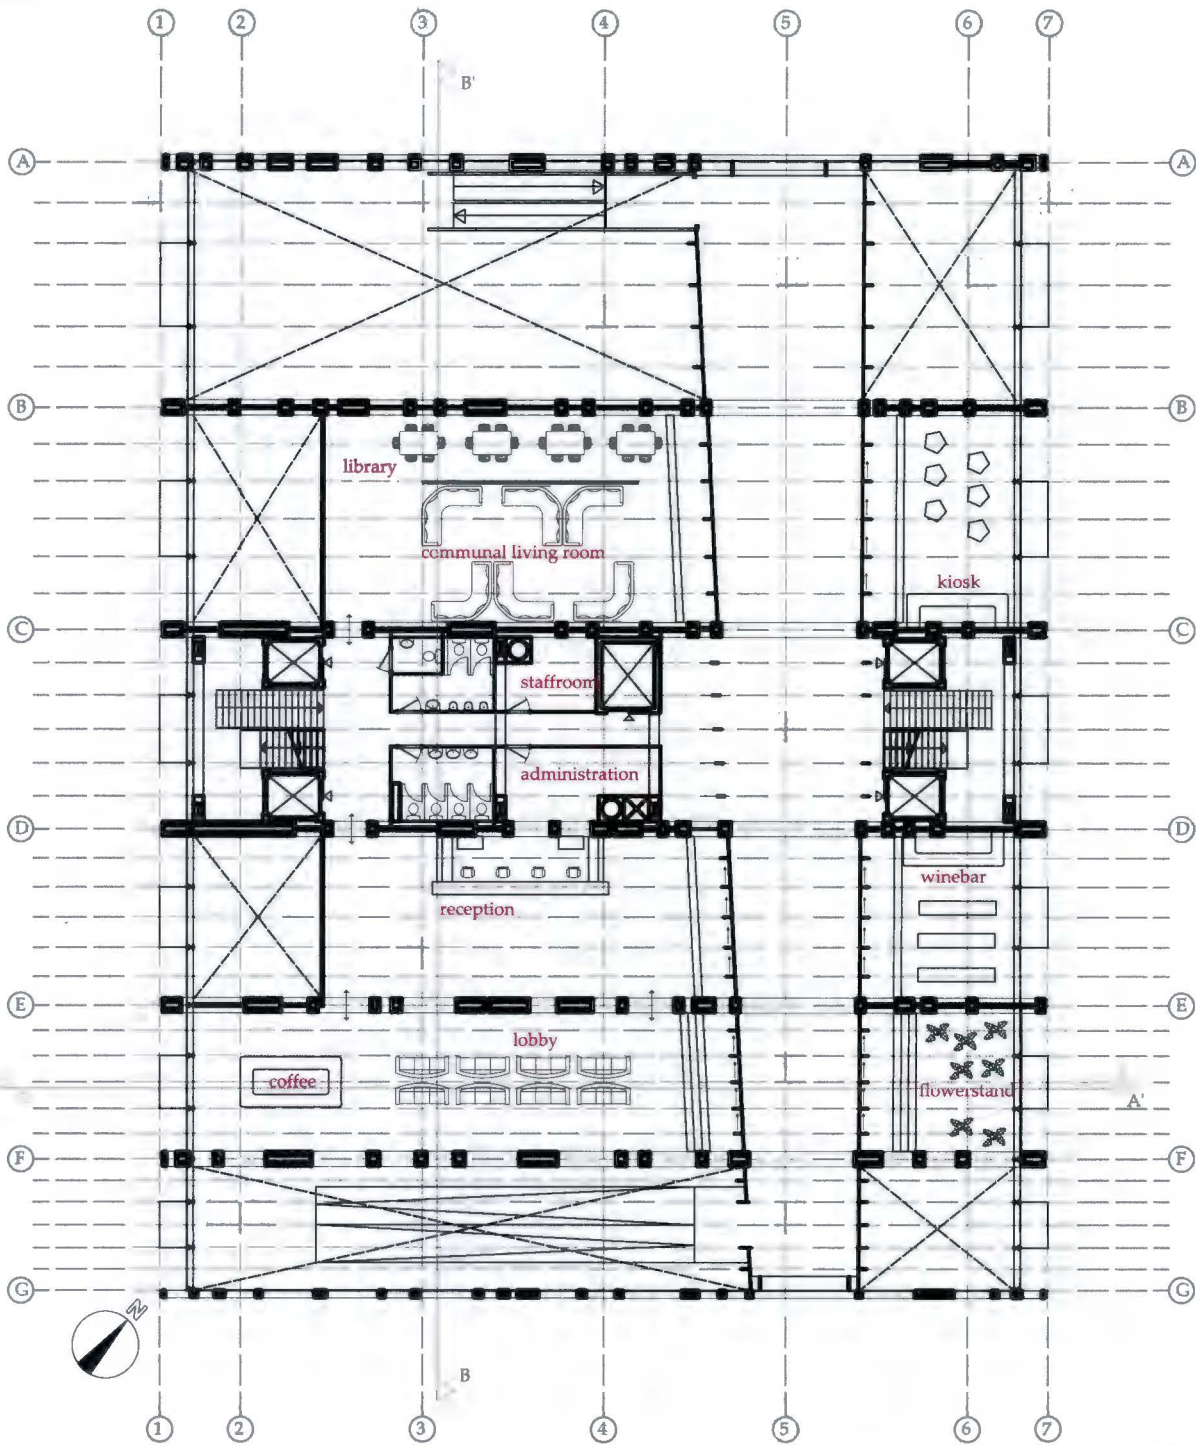 1 2 3 4 5 6 7
B'
A A
B B
library
communal living room
kiosk
C C
staffroom
administration
D D
winebar
reception
E E
lobby
coffee
flowerstand
A'
F F
G G
N
B
1 2 3 4 5 6 7